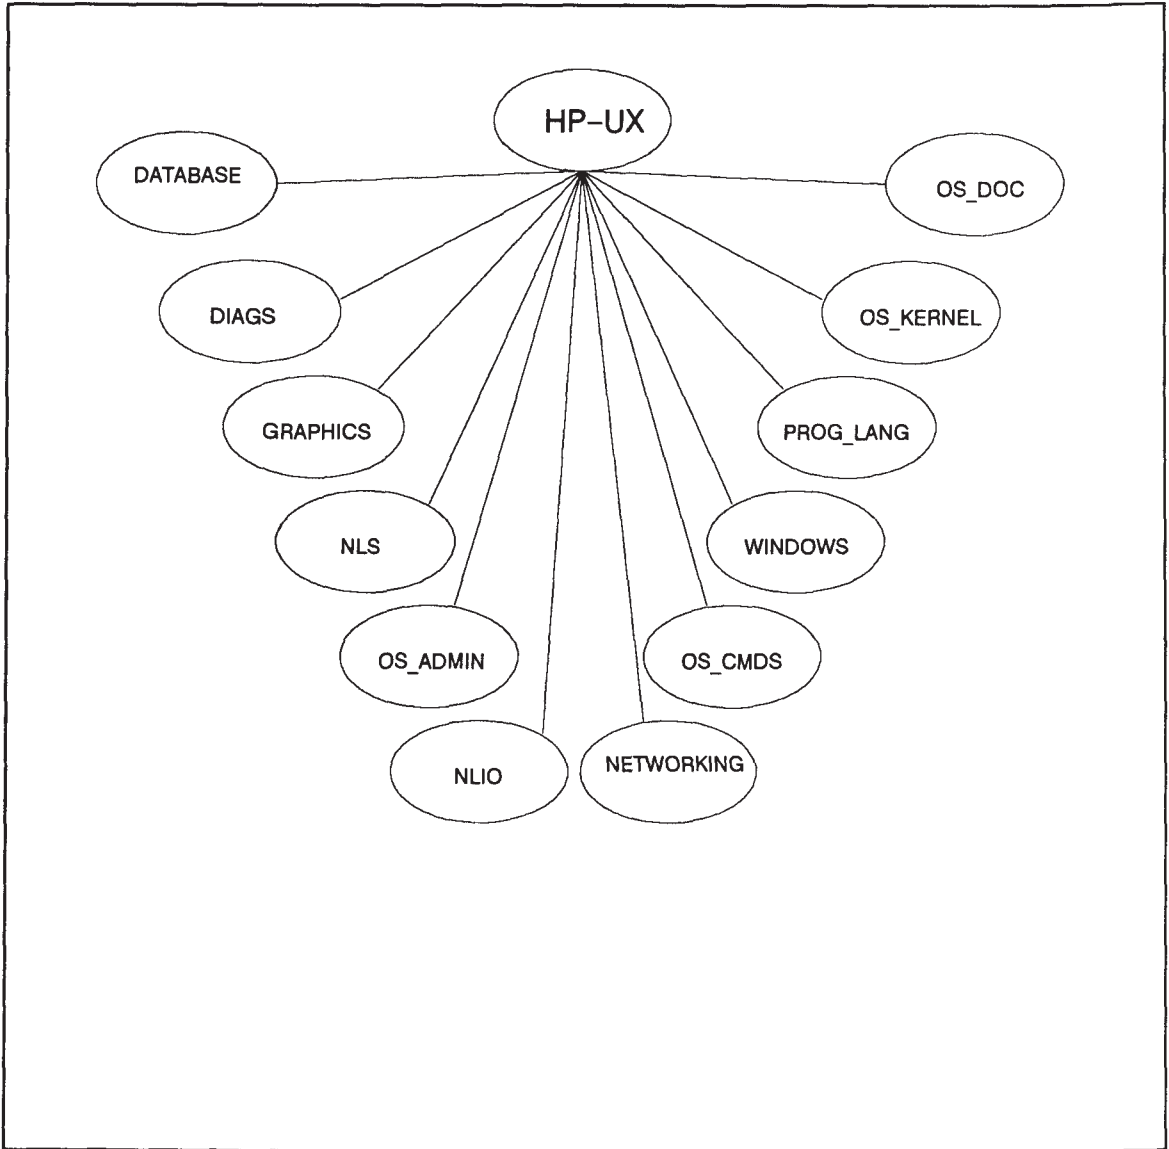 HP-UX
DATABASE
OS_DOC
DIAGS
OS_KERNEL
GRAPHICS
PROG_LANG
NLS
WINDOWS
OS_ADMIN
OS_CMDS
NLIO
NETWORKING